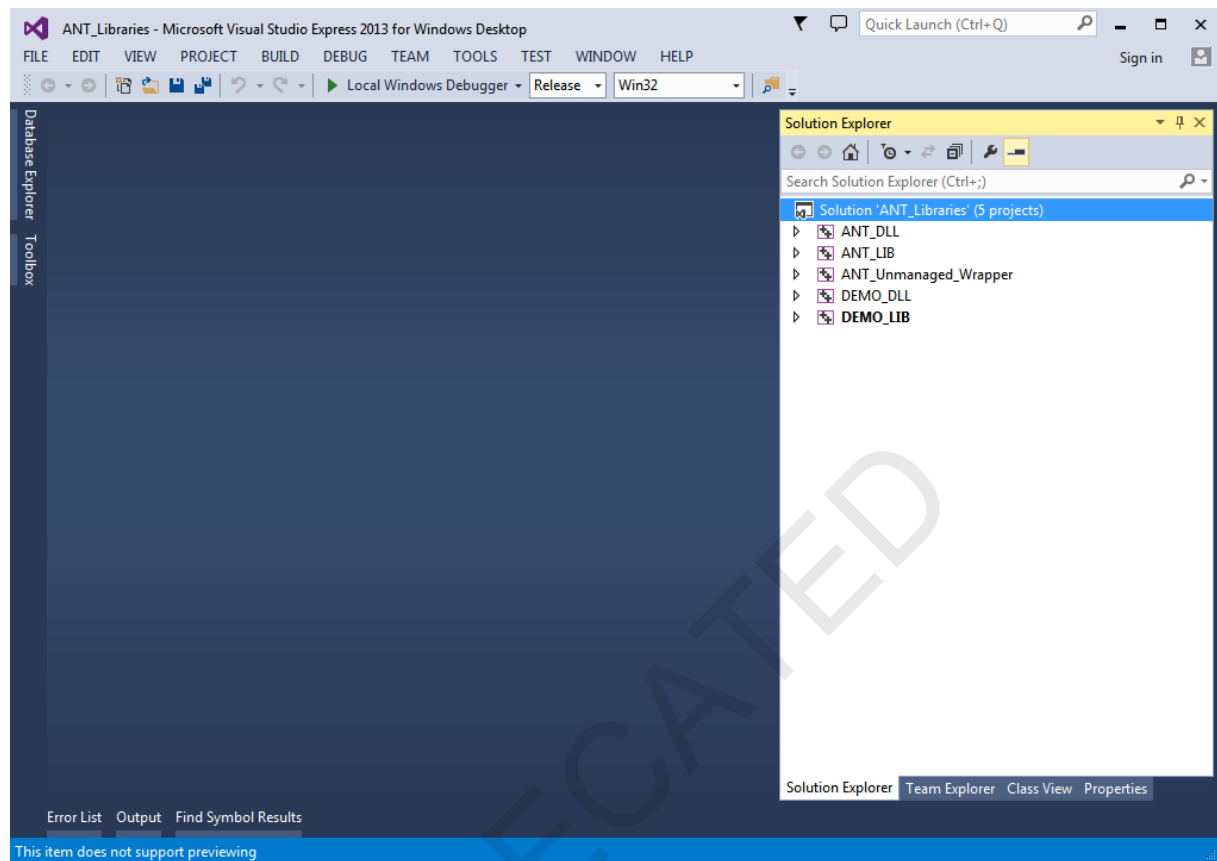 ANT_Libraries - Microsoft Visual Studio Express 2013 for Windows Desktop
Quick Launch (Ctrl+Q)
FILE EDIT VIEW PROJECT BUILD DEBUG TEAM TOOLS TEST WINDOW HELP
Sign in
Local Windows Debugger Release Win32
Database Explorer
Toolbox
Solution Explorer
Search Solution Explorer (Ctrl+;)
Solution 'ANT_Libraries' (5 projects)
ANT_DLL
ANT_LIB
ANT_Unmanaged_Wrapper
DEMO_DLL
DEMO_LIB
ECATED
Solution Explorer Team Explorer Class View Properties
Error List Output Find Symbol Results
This item does not support previewing